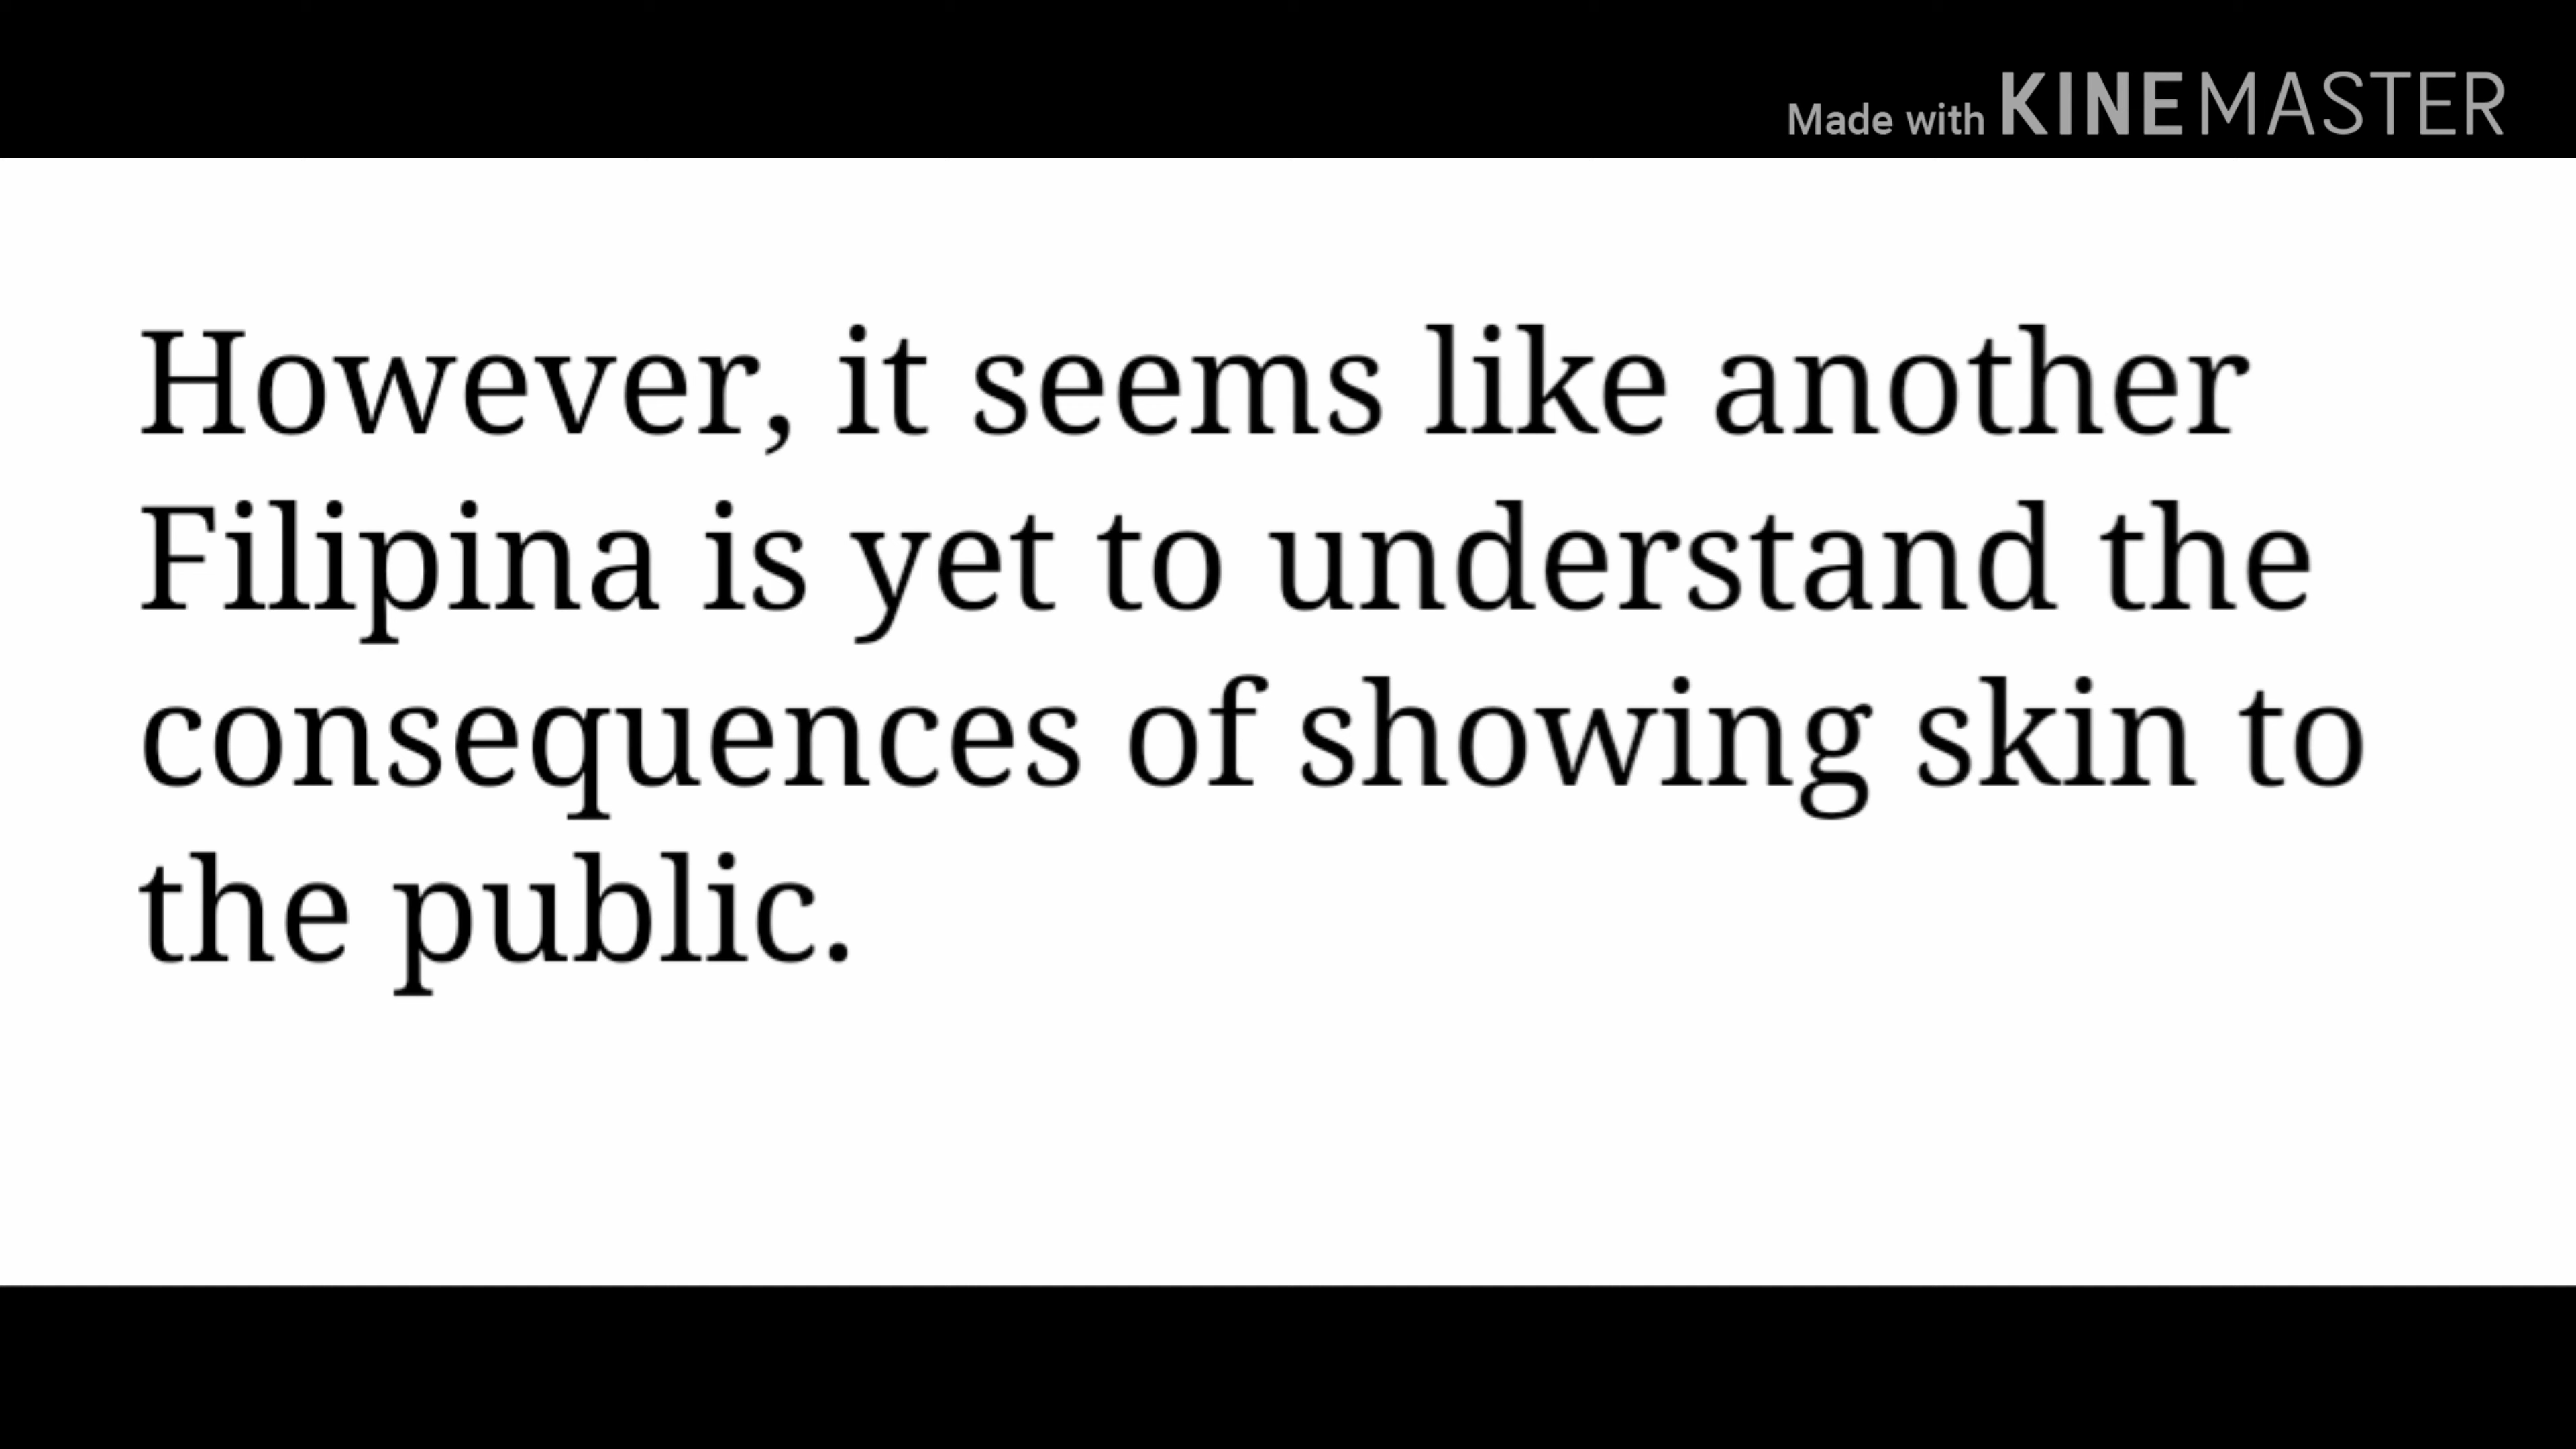 Made with KINEMASTER
However, it seems like another
Filipina is yet to understand the
consequences of showing skin to
the public.